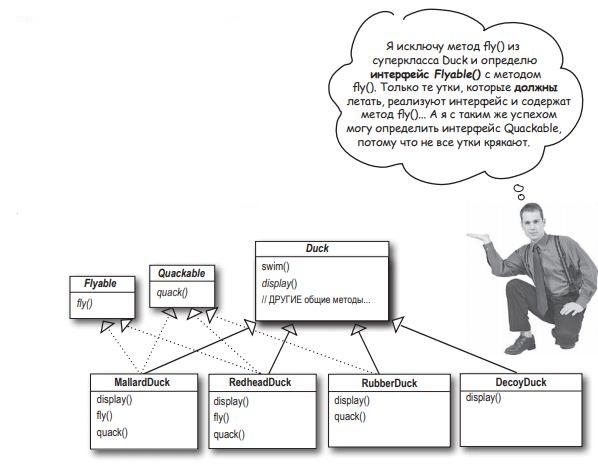 Я исключу метод fly() из
суперкласса Duck и определю
интерфейс Flyable() с методом
fly(). Только те утки, которые должны
летать, реализуют интерфейс и содержат
метод fly()... А я с таким же успехом
могу определить интерфейс Quackable,
потому что не все утки крякают.
Duck
swim()
display()
// ДРУГИЕ общие методы...
Flyable
fly()
Quackable
quack()
MallardDuck
display()
fly()
quack()
RedheadDuck
display()
fly()
quack()
RubberDuck
display()
quack()
DecoyDuck
display()